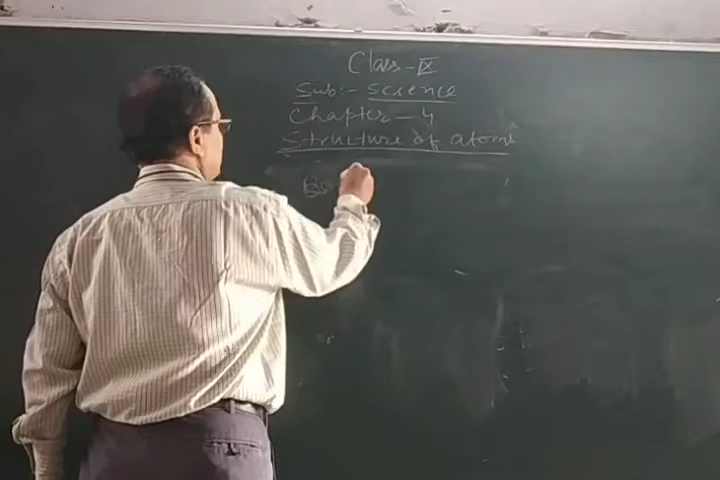 Class - IX
Sub:- Science
Chapter - 4
Structure of atoms